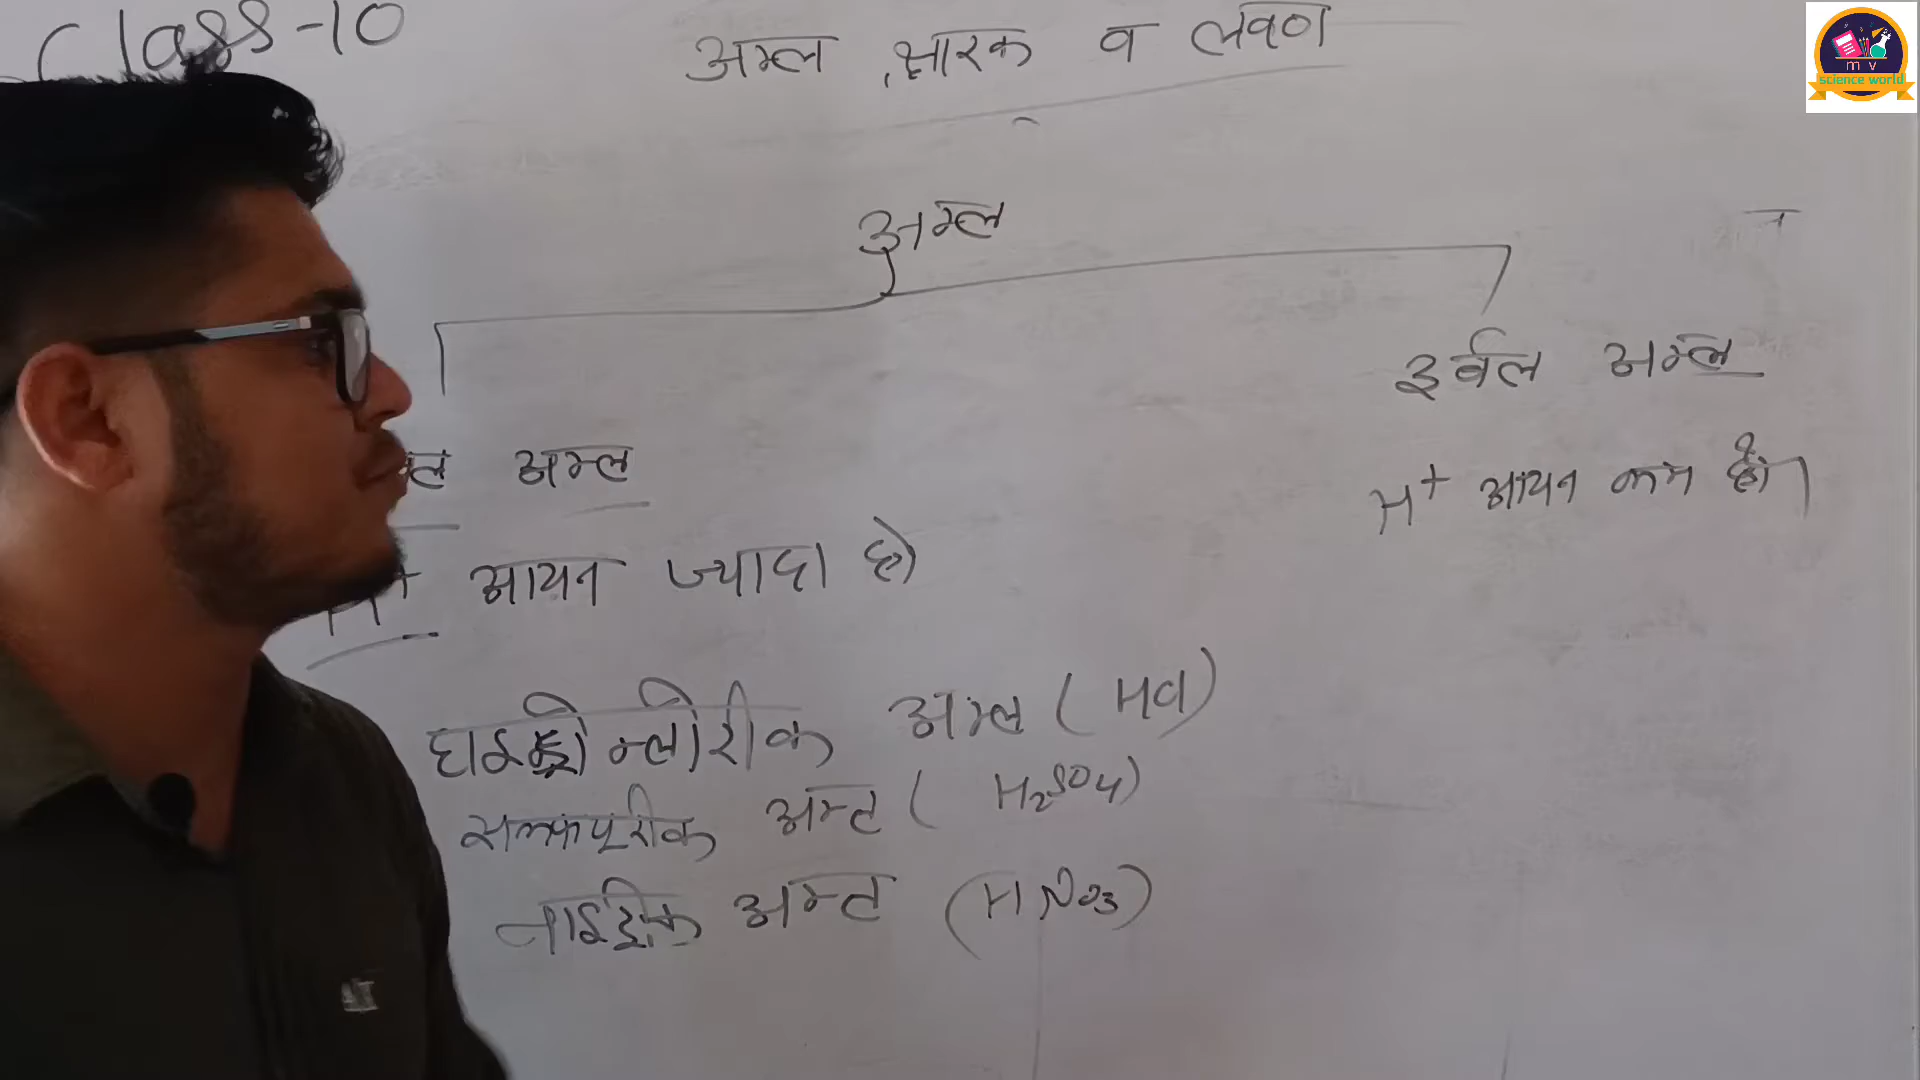 Class-10
अम्ल, क्षारक व लवण
अम्ल
ल अम्ल
H+ आयन ज्यादा हो
हाइड्रोक्लोरीक अम्ल (HCl)
सल्फ्यूरीक अम्ल (H2SO4)
नाइट्रीक अम्ल (HNO3)
दुर्बल अम्ल
H+ आयन कम हो।
m v
science world